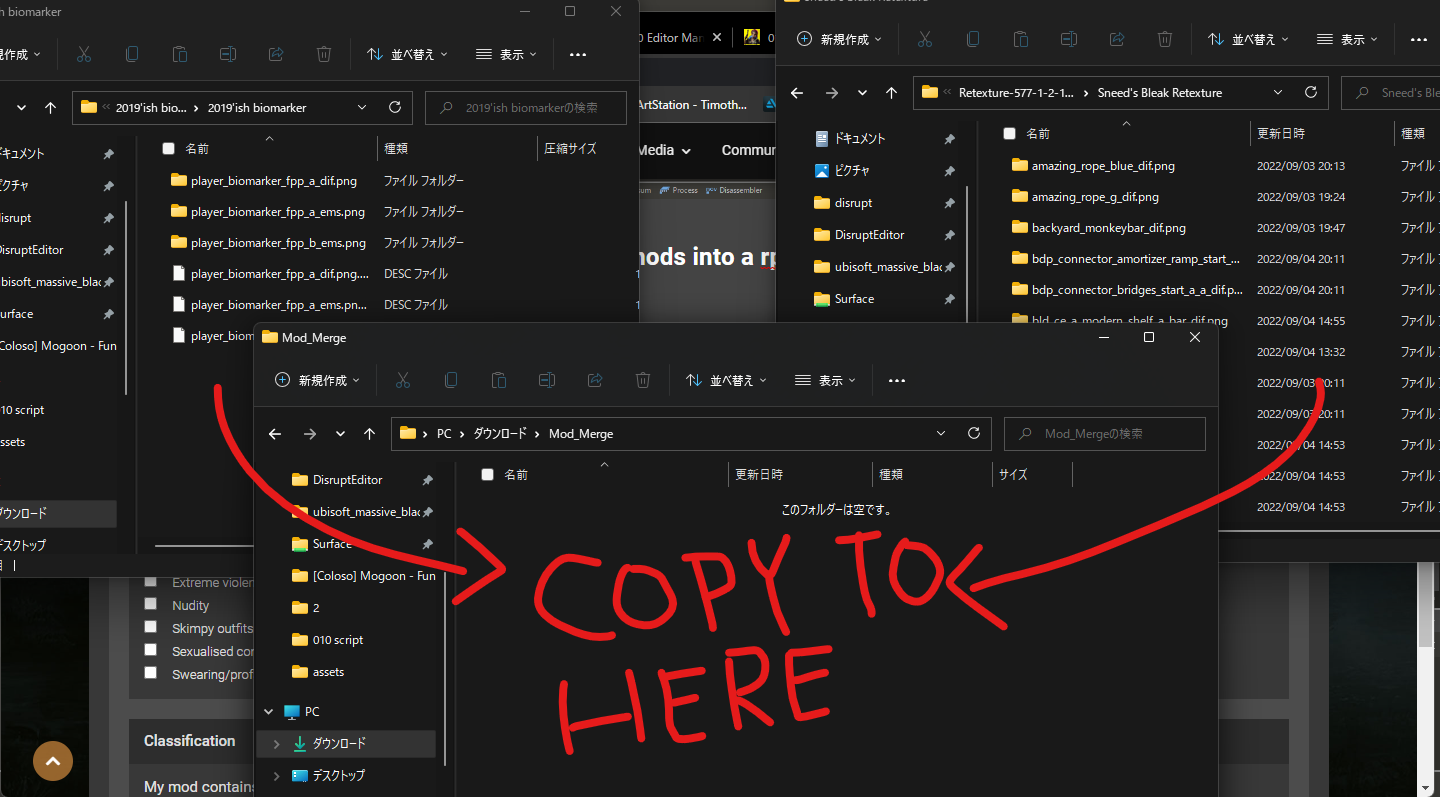 ish biomarker
規作成
並べ替え
表示
2019'ish bio...
2019'ish biomarker
2019'ish biomarkerの検索
キュメント
クチャ
isrupt
DisruptEditor
ubisoft_massive_blac
urface
Coloso] Mogoon - Fun
010 script
ssets
ウンロード
スクトップ
名前
種類
圧縮サイズ
player_biomarker_fpp_a_dif.png
ファイル フォルダー
player_biomarker_fpp_a_ems.png
ファイル フォルダー
player_biomarker_fpp_b_ems.png
ファイル フォルダー
player_biomarker_fpp_a_dif.png....
DESC ファイル
player_biomarker_fpp_a_ems.pn...
DESC ファイル
player_biom
0 Editor Mar
0
ArtStation - Timoth...
Media
Commun
um
Process
Disassembler
ods into a rp
Sneed's Bleak Retexture
新規作成
並べ替え
表示
Retexture-577-1-2-1...
Sneed's Bleak Retexture
Sneed's Ble
ドキュメント
ピクチャ
disrupt
DisruptEditor
ubisoft_massive_blac
Surface
名前
更新日時
種類
amazing_rope_blue_dif.png
2022/09/03 20:13
ファイル
amazing_rope_g_dif.png
2022/09/03 19:24
ファイル
backyard_monkeybar_dif.png
2022/09/03 19:47
ファイル
bdp_connector_amortizer_ramp_start_...
2022/09/04 20:11
ファイル
bdp_connector_bridges_start_a_a_dif.p...
2022/09/04 20:11
ファイル
bld_ce_a_modern_shelf_a_bar_dif.png
2022/09/04 14:55
ファイル
2022/09/04 13:32
ファイル
2022/09/03 20:11
ファイル
2022/09/03 20:11
ファイル
2022/09/04 14:53
ファイル
2022/09/04 14:53
ファイル
2022/09/04 14:53
ファイル
Mod_Merge
新規作成
並べ替え
表示
PC
ダウンロード
Mod_Merge
Mod_Mergeの検索
DisruptEditor
ubisoft_massive_blac
Surface
[Coloso] Mogoon - Fun
2
010 script
assets
PC
ダウンロード
デスクトップ
名前
更新日時
種類
サイズ
このフォルダーは空です。
COPY TO
HERE
Extreme violen
Nudity
Skimpy outfits
Sexualised cor
Swearing/prof
Classification
My mod contains